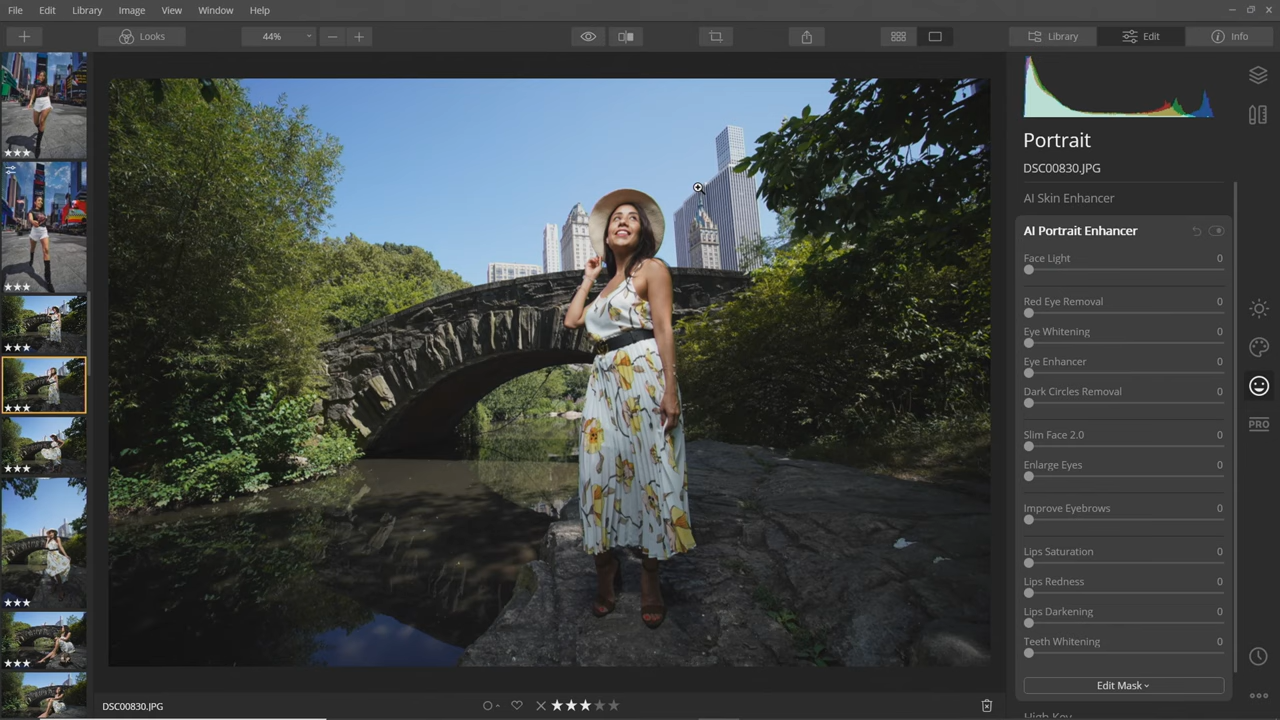 File Edit Library Image View Window Help
Looks 44% Library Edit Info
Portrait
DSC00830.JPG
AI Skin Enhancer
AI Portrait Enhancer
Face Light 0
Red Eye Removal 0
Eye Whitening 0
Eye Enhancer 0
Dark Circles Removal 0
PRO
Slim Face 2.0 0
Enlarge Eyes 0
Improve Eyebrows 0
Lips Saturation 0
Lips Redness 0
Lips Darkening 0
Teeth Whitening 0
Edit Mask
High Key
DSC00830.JPG